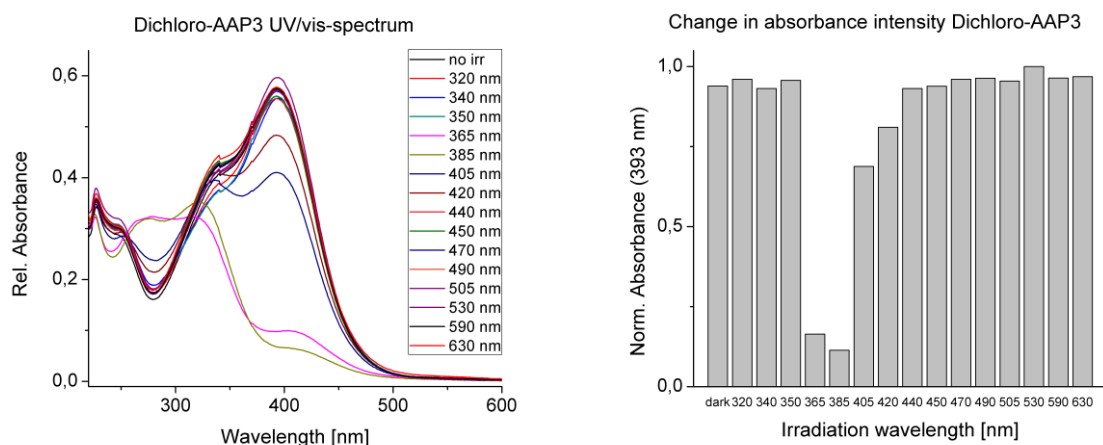 Dichloro-AAP3 UV/vis-spectrum
Rel. Absorbance
0,6
0,4
0,2
0,0
300
400
500
600
Wavelength [nm]
no irr
320 nm
340 nm
350 nm
365 nm
385 nm
405 nm
420 nm
440 nm
450 nm
470 nm
490 nm
505 nm
530 nm
590 nm
630 nm
Change in absorbance intensity Dichloro-AAP3
Norm. Absorbance (393 nm)
1,0
0,5
0,0
dark 320 340 350 365 385 405 420 440 450 470 490 505 530 590 630
Irradiation wavelength [nm]